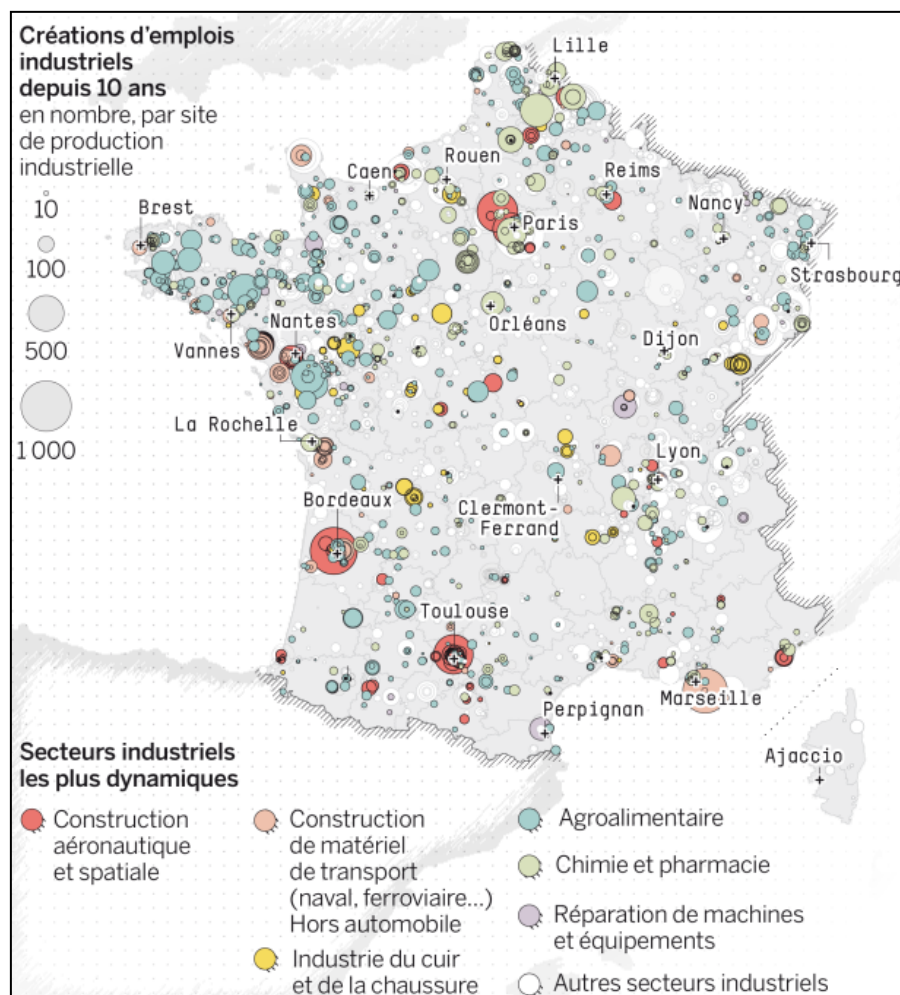 Créations d'emplois
industriels
depuis 10 ans
en nombre, par site
de production
industrielle
10
100
500
1 000
Lille
Rouen
Caen
Reims
Brest
Paris
Nancy
Strasbourg
Orléans
Nantes
Vannes
Dijon
La Rochelle
Lyon
Bordeaux
Clermont-
Ferrand
Toulouse
Marseille
Perpignan
Ajaccio
Secteurs industriels
les plus dynamiques
Construction
aéronautique
et spatiale
Construction
de matériel
de transport
(naval, ferroviaire...)
Hors automobile
Industrie du cuir
et de la chaussure
Agroalimentaire
Chimie et pharmacie
Réparation de machines
et équipements
Autres secteurs industriels